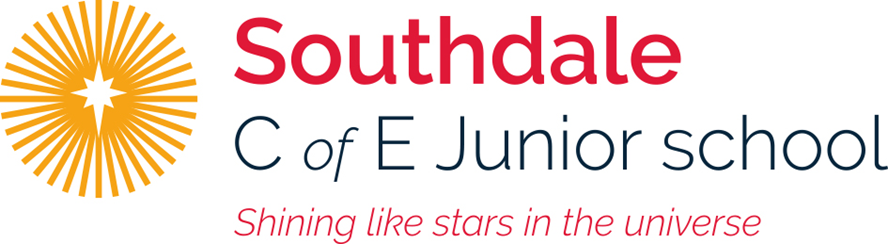 Southdale
C of E Junior school
Shining like stars in the universe